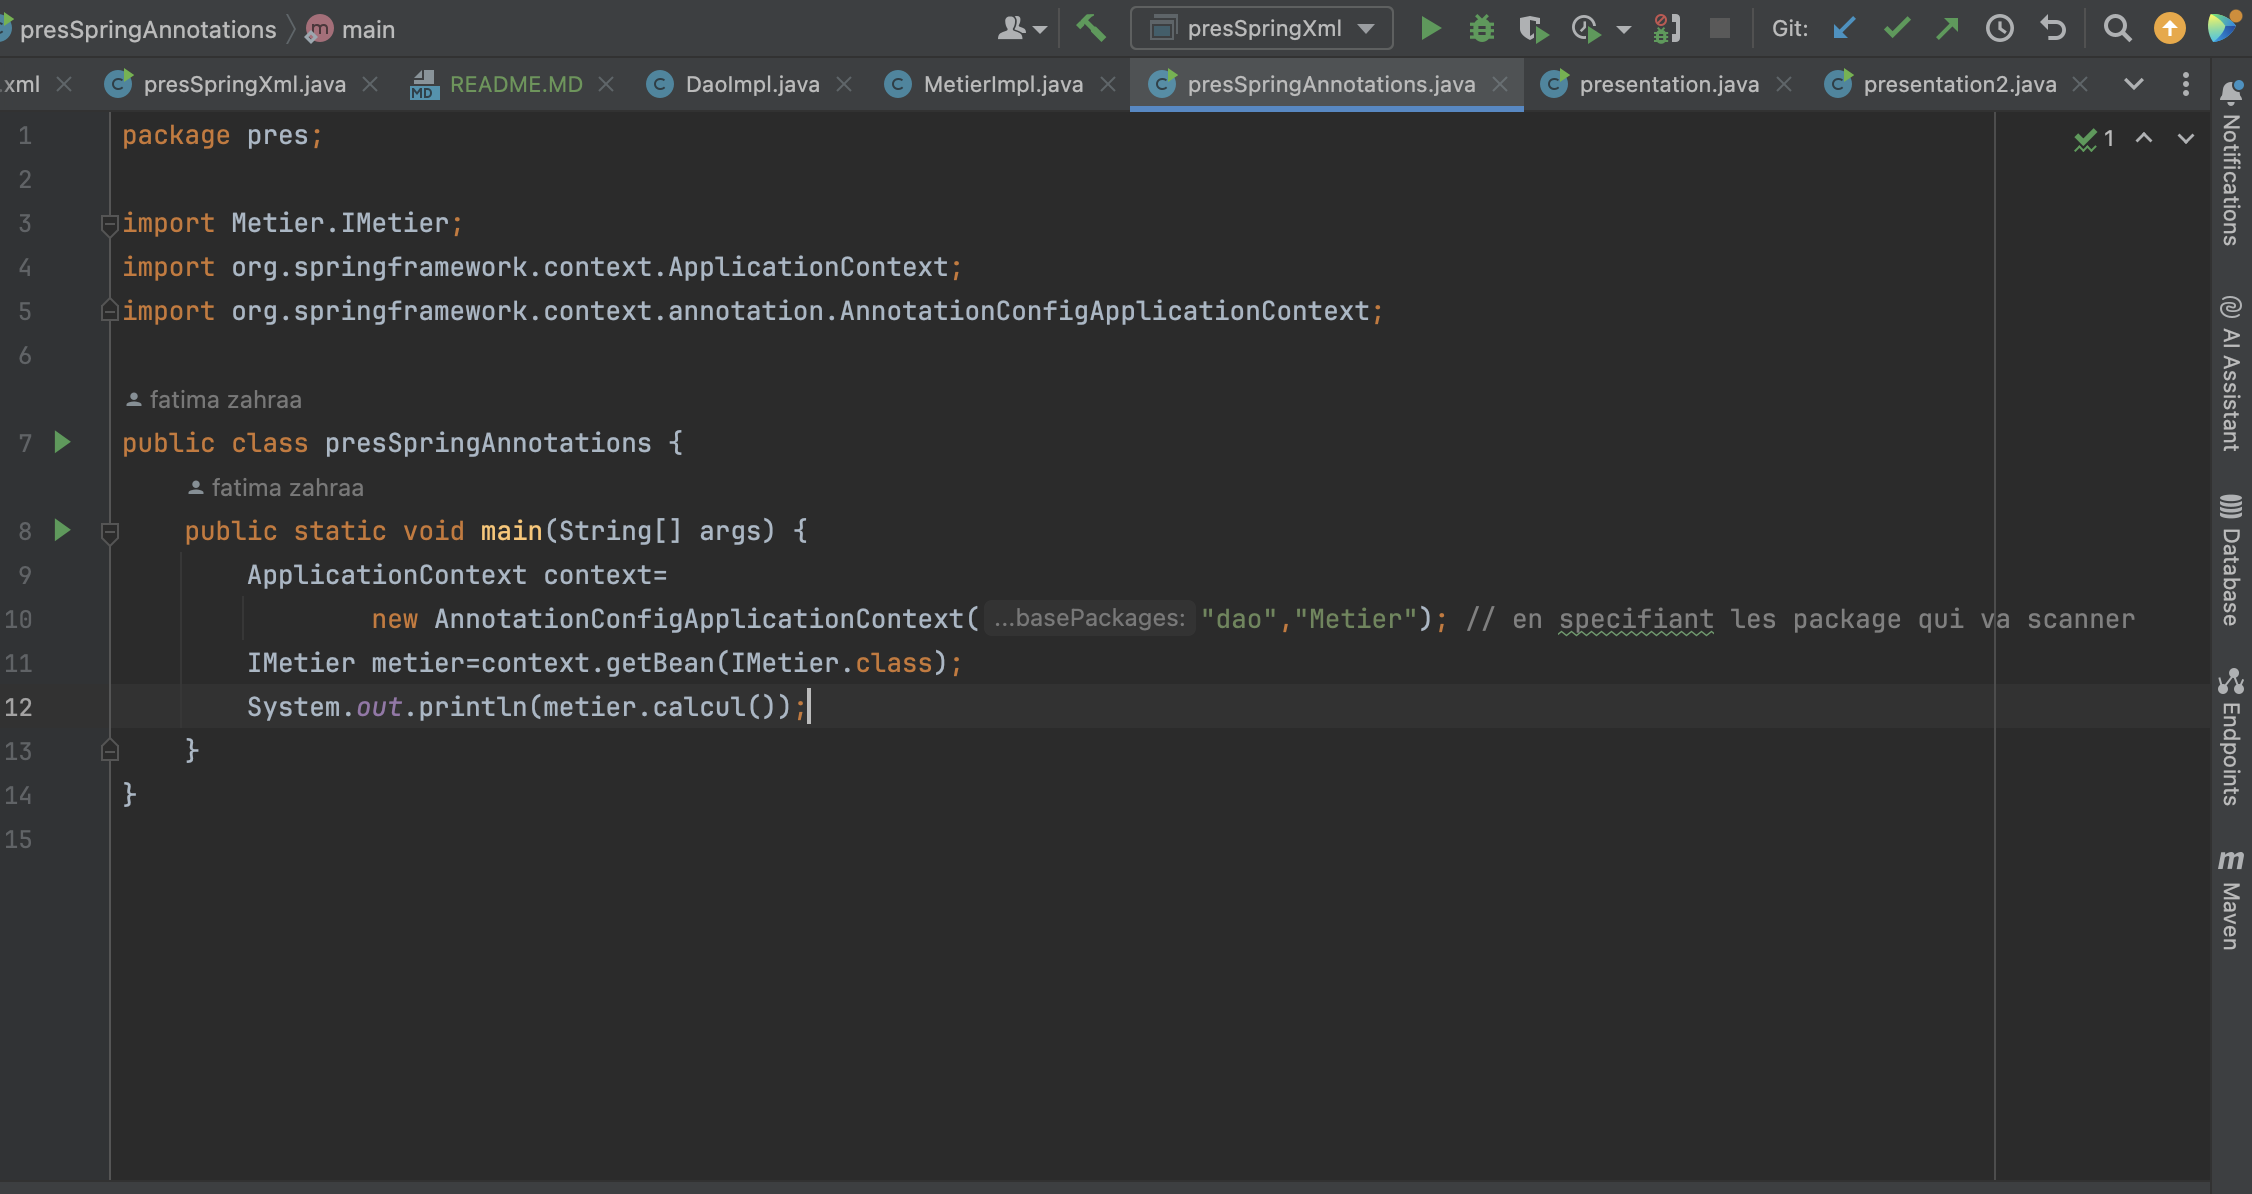 presSpringAnnotations main presSpringXml Git:
.xml presSpringXml.java README.MD DaoImpl.java MetierImpl.java presSpringAnnotations.java presentation.java presentation2.java
1 package pres;
2
3 import Metier.IMetier;
4 import org.springframework.context.ApplicationContext;
5 import org.springframework.context.annotation.AnnotationConfigApplicationContext;
6
fatima zahraa
7 public class presSpringAnnotations {
fatima zahraa
8 public static void main(String[] args) {
9 ApplicationContext context=
10 new AnnotationConfigApplicationContext( ...basePackages: "dao","Metier"); // en specifiant les package qui va scanner
11 IMetier metier=context.getBean(IMetier.class);
12 System.out.println(metier.calcul());
13 }
14 }
15
1
Notifications
AI Assistant
Database
Endpoints
m Maven